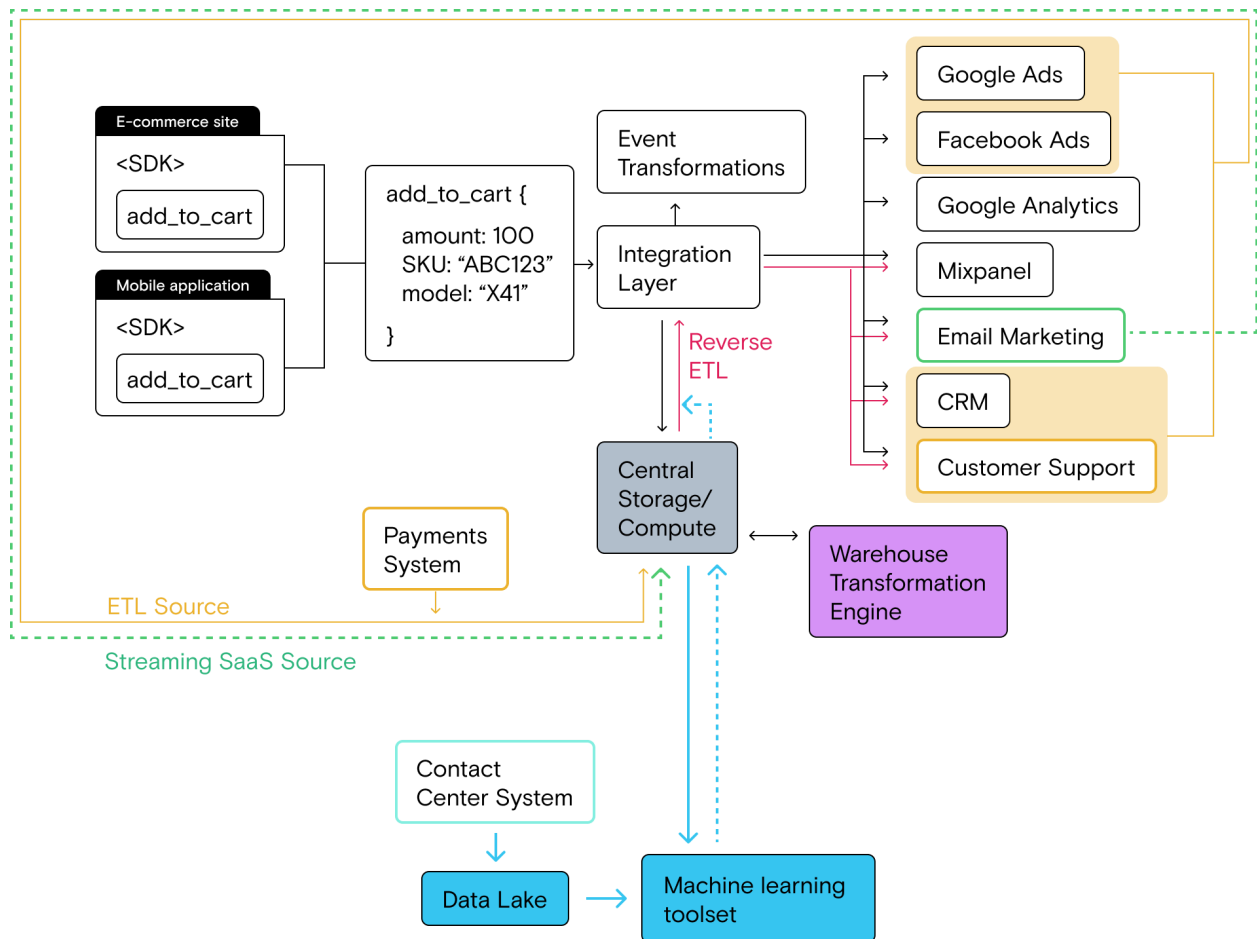 E-commerce site
<SDK>
add_to_cart
Mobile application
<SDK>
add_to_cart
add_to_cart {
amount: 100
SKU: “ABC123”
model: “X41”
}
Event
Transformations
Integration
Layer
Reverse
ETL
Google Ads
Facebook Ads
Google Analytics
Mixpanel
Email Marketing
CRM
Customer Support
Central
Storage/
Compute
Payments
System
Warehouse
Transformation
Engine
ETL Source
Streaming SaaS Source
Contact
Center System
Data Lake
Machine learning
toolset